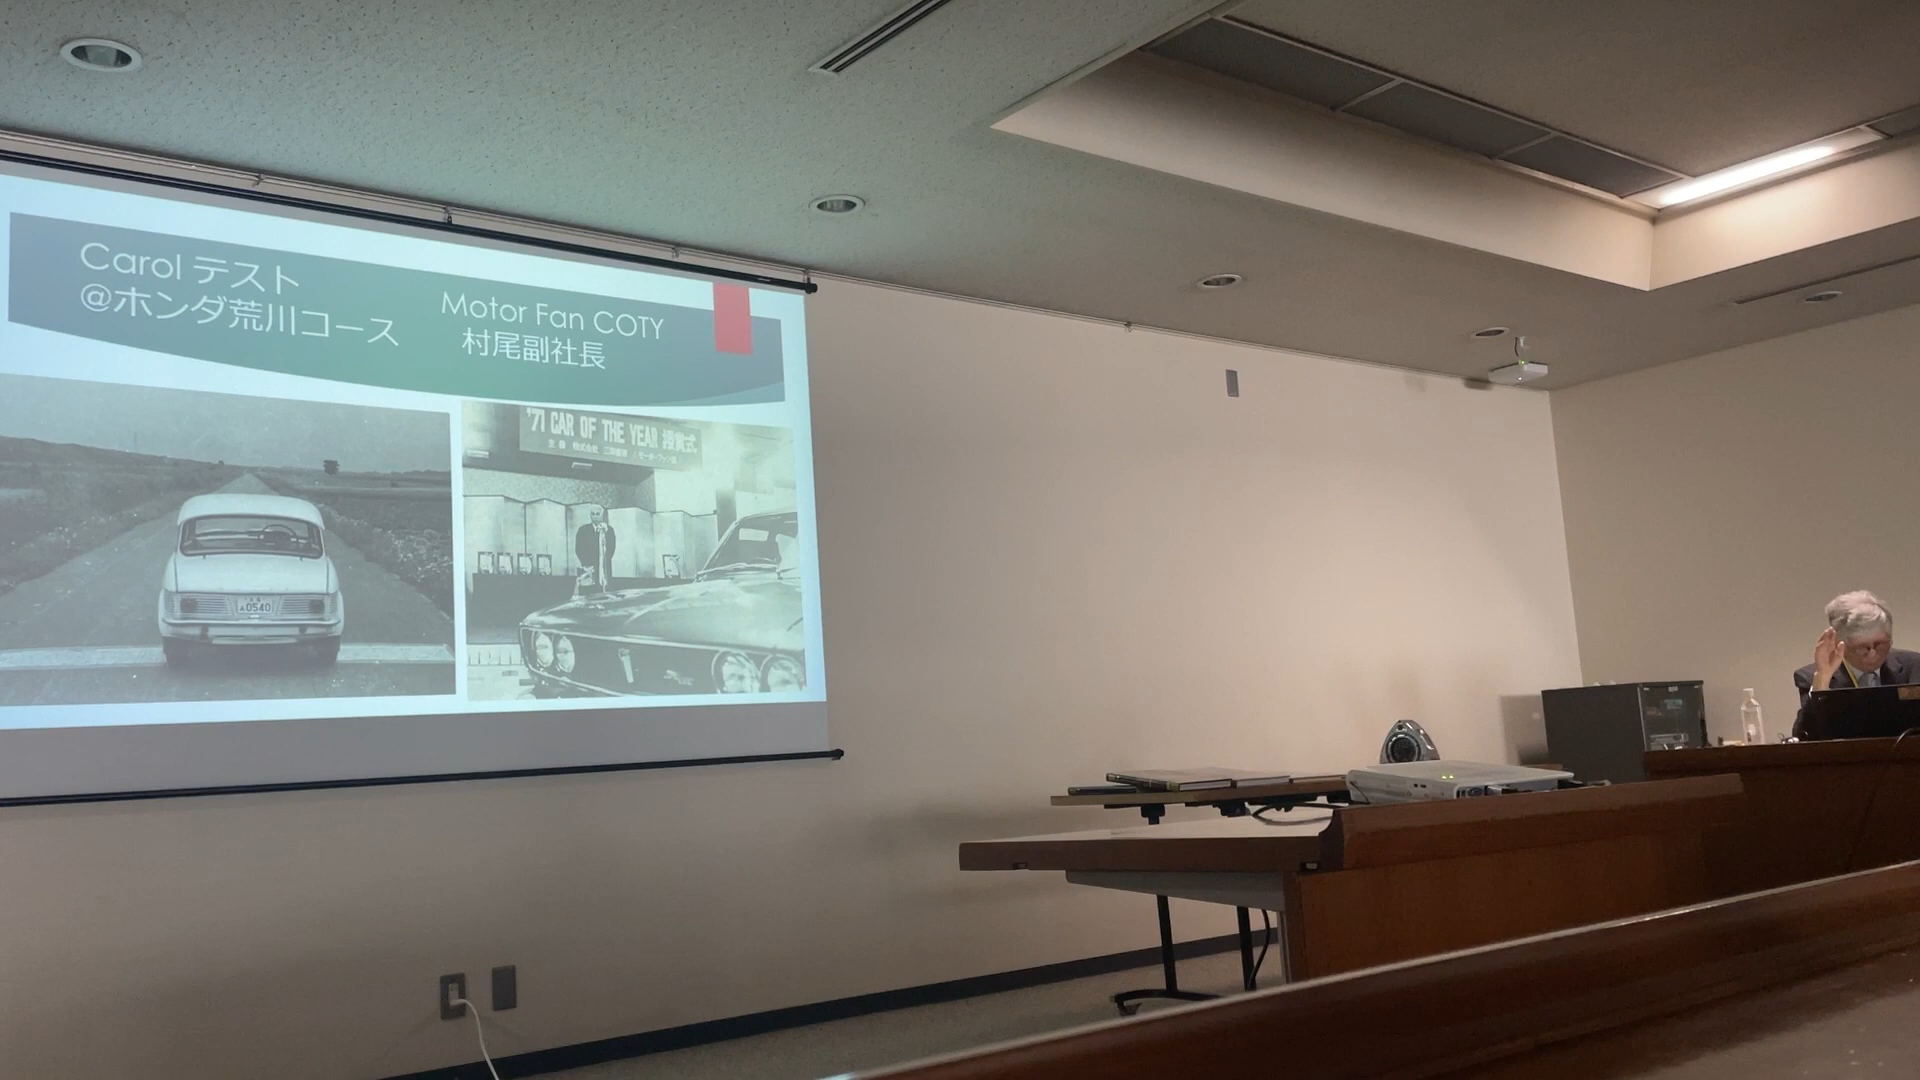 Carol テスト
@ホンダ荒川コース
Motor Fan COTY
村尾副社長
'71 CAR OF THE YEAR 授賞式
0540